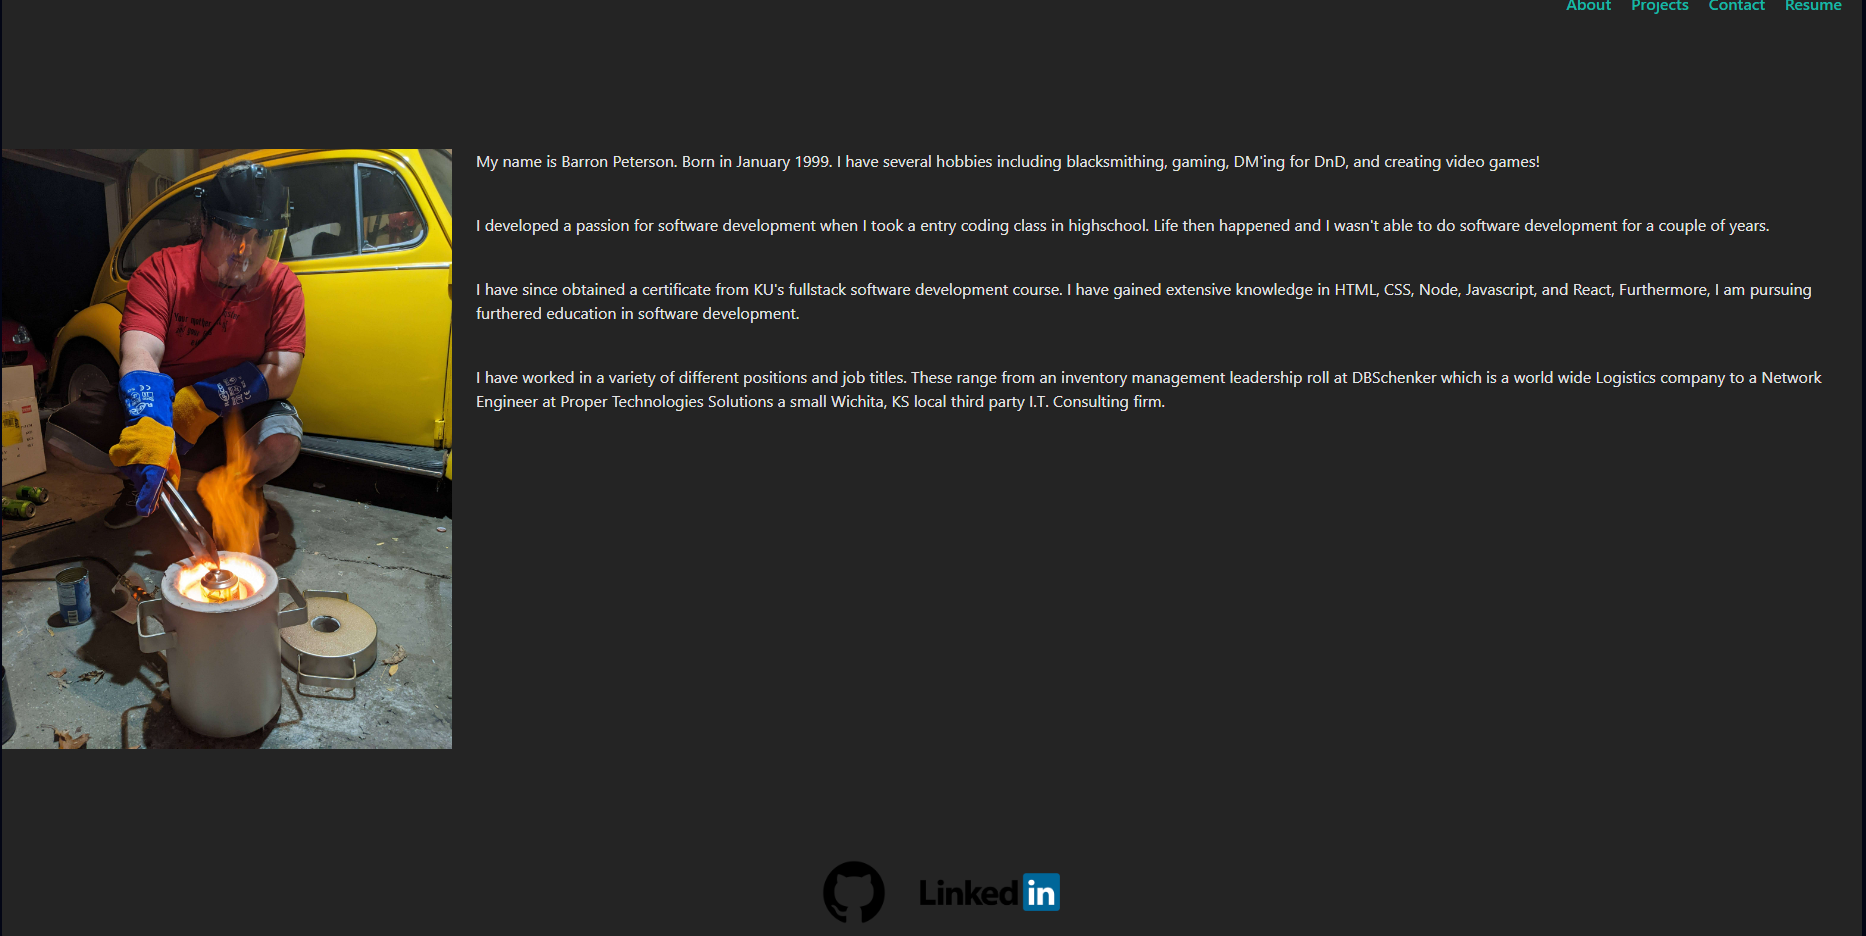 About Projects Contact Resume
My name is Barron Peterson. Born in January 1999. I have several hobbies including blacksmithing, gaming, DM'ing for DnD, and creating video games!
I developed a passion for software development when I took a entry coding class in highschool. Life then happened and I wasn't able to do software development for a couple of years.
I have since obtained a certificate from KU's fullstack software development course. I have gained extensive knowledge in HTML, CSS, Node, Javascript, and React, Furthermore, I am pursuing
furthered education in software development.
I have worked in a variety of different positions and job titles. These range from an inventory management leadership roll at DBSchenker which is a world wide Logistics company to a Network
Engineer at Proper Technologies Solutions a small Wichita, KS local third party I.T. Consulting firm.
Linked in